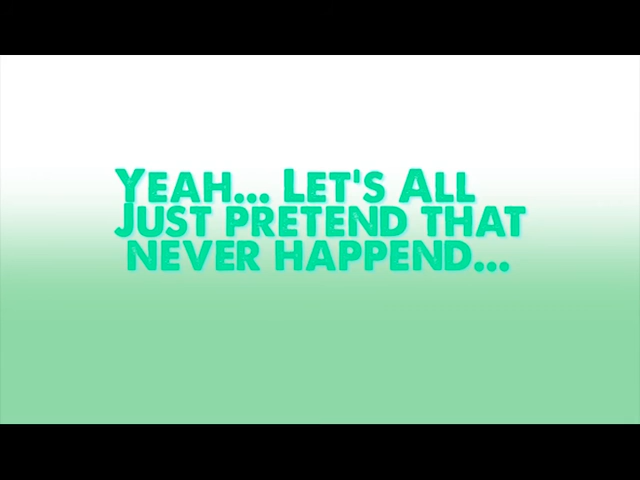 YEAH... LET'S ALL
JUST PRETEND THAT
NEVER HAPPEND...